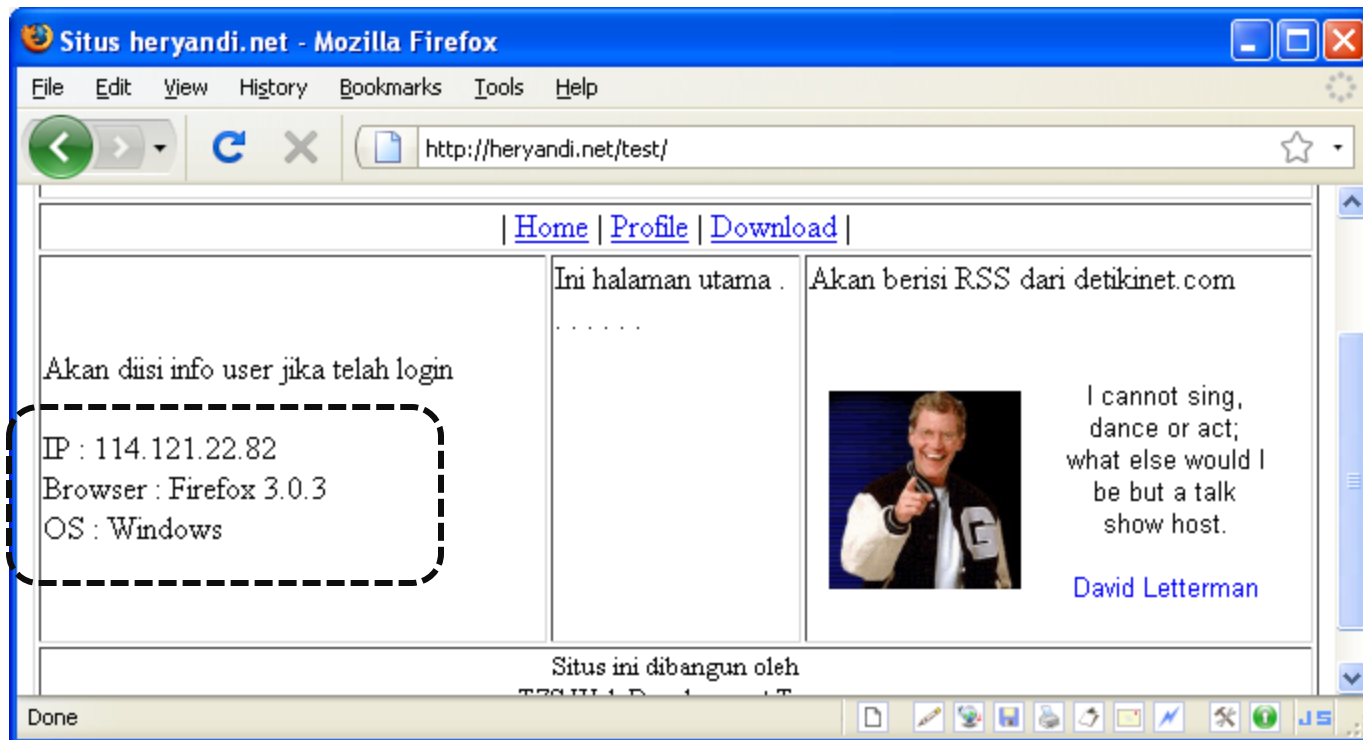 Situs heryandi.net - Mozilla Firefox
File Edit View History Bookmarks Tools Help
http://heryandi.net/test/
| Home | Profile | Download |
Akan diisi info user jika telah login
IP : 114.121.22.82
Browser : Firefox 3.0.3
OS : Windows
Ini halaman utama .
. . . . . .
Akan berisi RSS dari detikinet.com
G
I cannot sing,
dance or act;
what else would I
be but a talk
show host.
David Letterman
Situs ini dibangun oleh
Done
JS